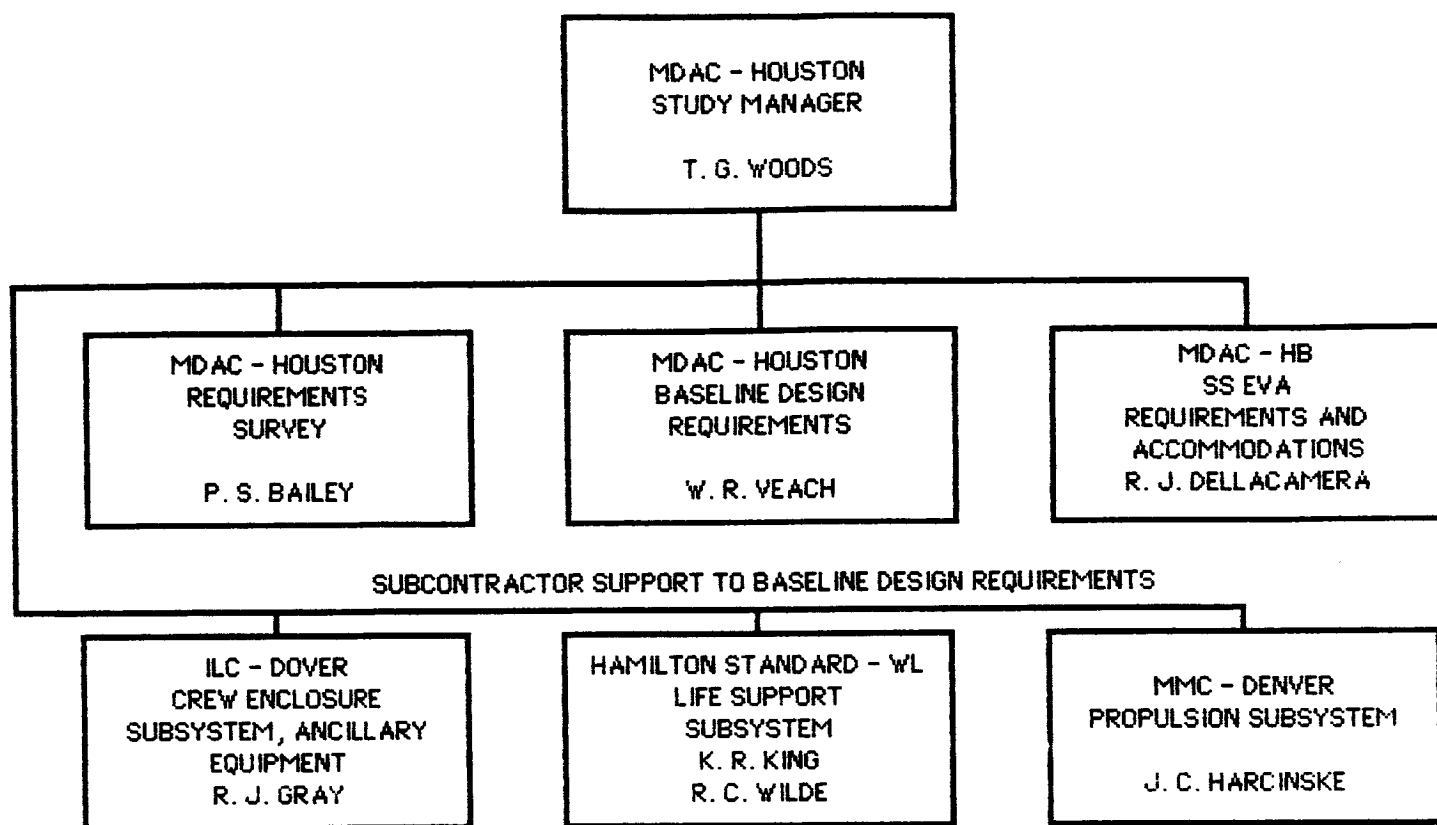 MDAC - HOUSTON
STUDY MANAGER
T. G. WOODS
MDAC - HOUSTON
REQUIREMENTS
SURVEY
P. S. BAILEY
MDAC - HOUSTON
BASELINE DESIGN
REQUIREMENTS
W. R. VEACH
MDAC - HB
SS EVA
REQUIREMENTS AND
ACCOMMODATIONS
R. J. DELLACAMERA
SUBCONTRACTOR SUPPORT TO BASELINE DESIGN REQUIREMENTS
ILC - DOVER
CREW ENCLOSURE
SUBSYSTEM, ANCILLARY
EQUIPMENT
R. J. GRAY
HAMILTON STANDARD - WL
LIFE SUPPORT
SUBSYSTEM
K. R. KING
R. C. WILDE
MMC - DENVER
PROPULSION SUBSYSTEM
J. C. HARCINSKE